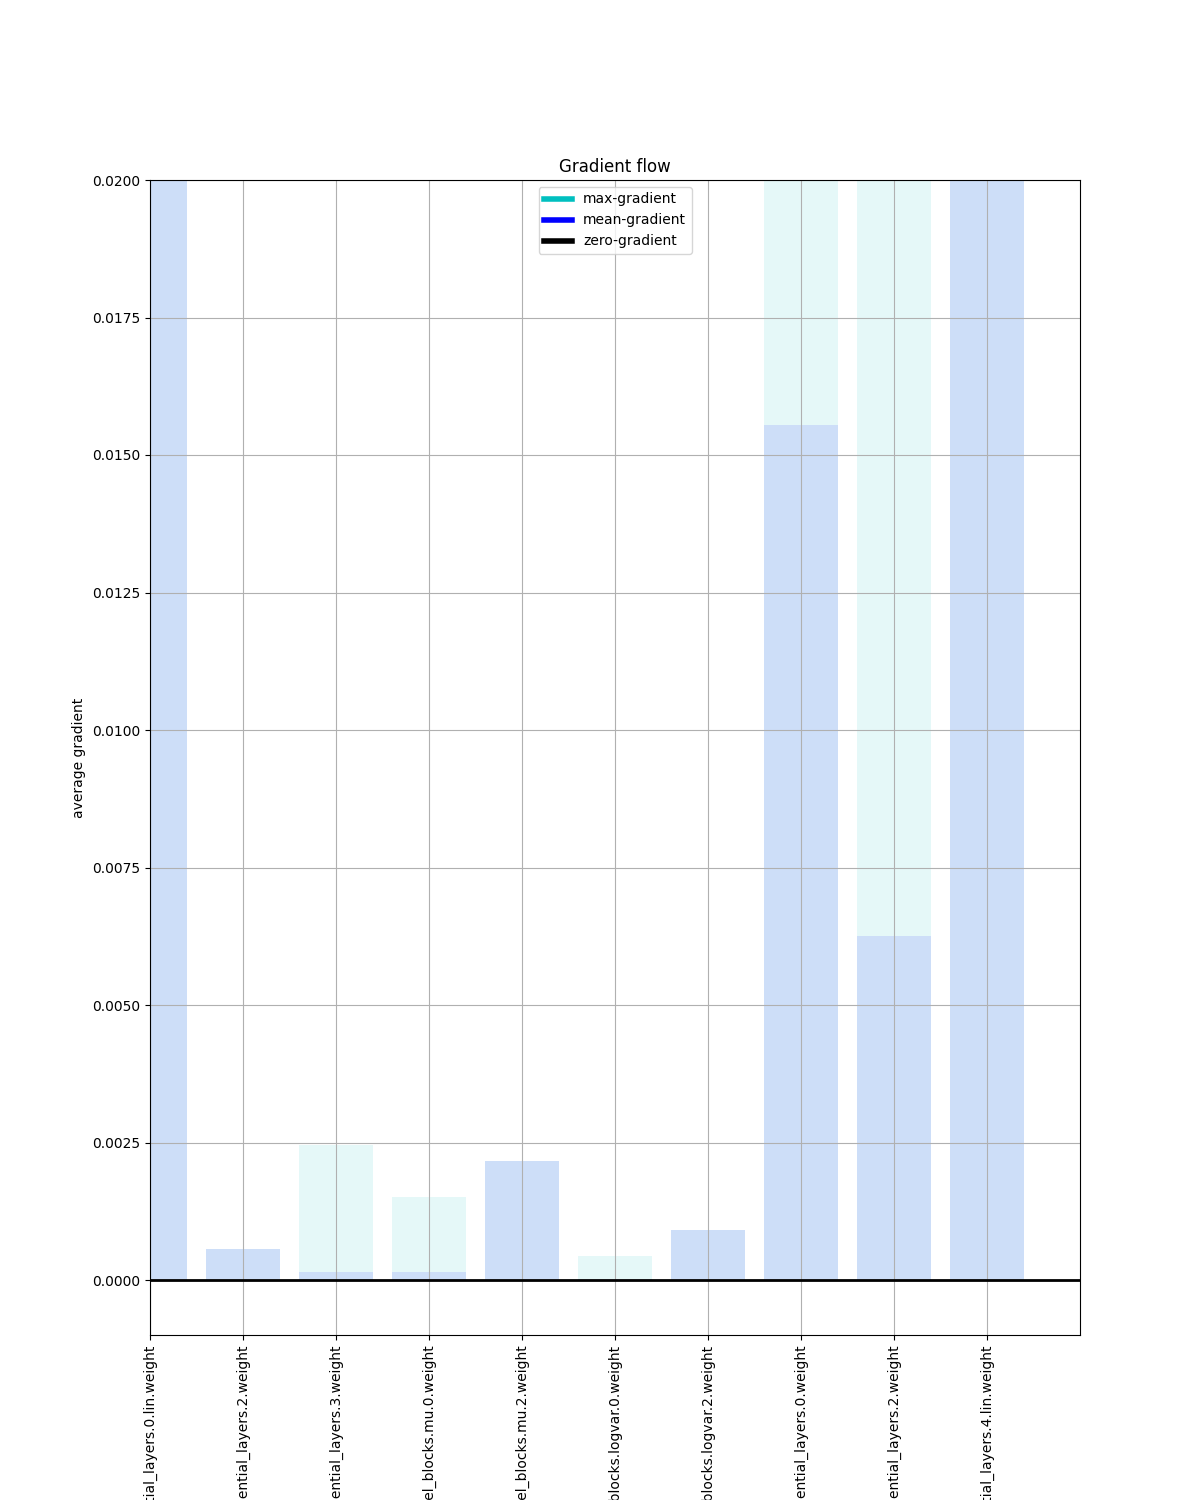 Gradient flow
max-gradient
mean-gradient
zero-gradient
0.0200
0.0175
0.0150
0.0125
0.0100
0.0075
0.0050
0.0025
0.0000
average gradient
tial_layers.0.lin.weight
ential_layers.2.weight
ential_layers.3.weight
el_blocks.mu.0.weight
el_blocks.mu.2.weight
blocks.logvar.0.weight
blocks.logvar.2.weight
ential_layers.0.weight
ential_layers.2.weight
tial_layers.4.lin.weight